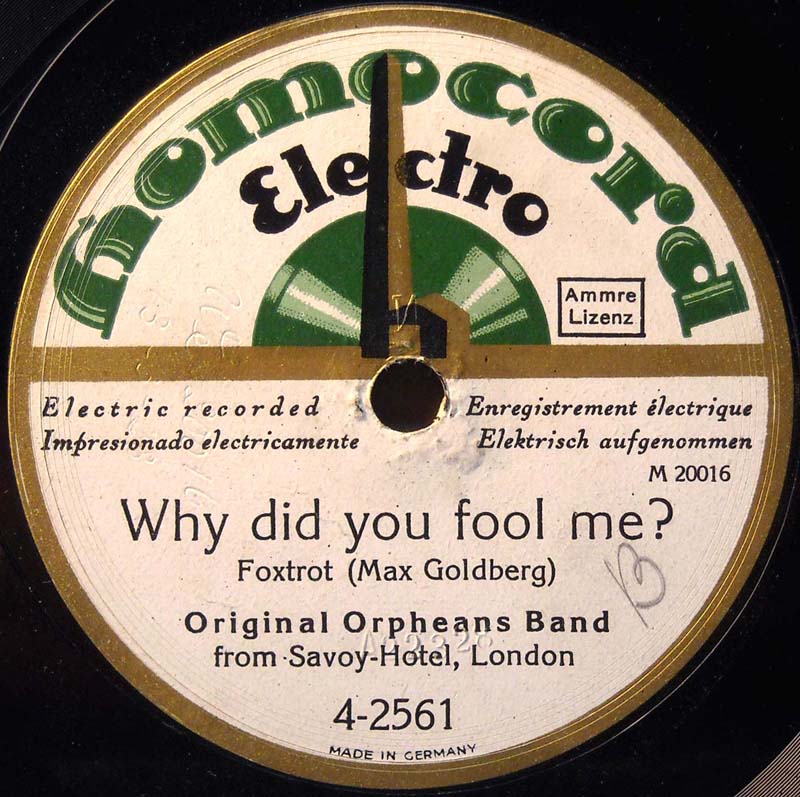 homocord
Electro
Ammre
Lizenz
Electric recorded
Enregistrement électrique
Impresionado electricamente
Elektrisch aufgenommen
M 20016
Why did you fool me?
Foxtrot (Max Goldberg)
B
Original Orpheans Band
from Savoy-Hotel, London
4-2561
MADE IN GERMANY